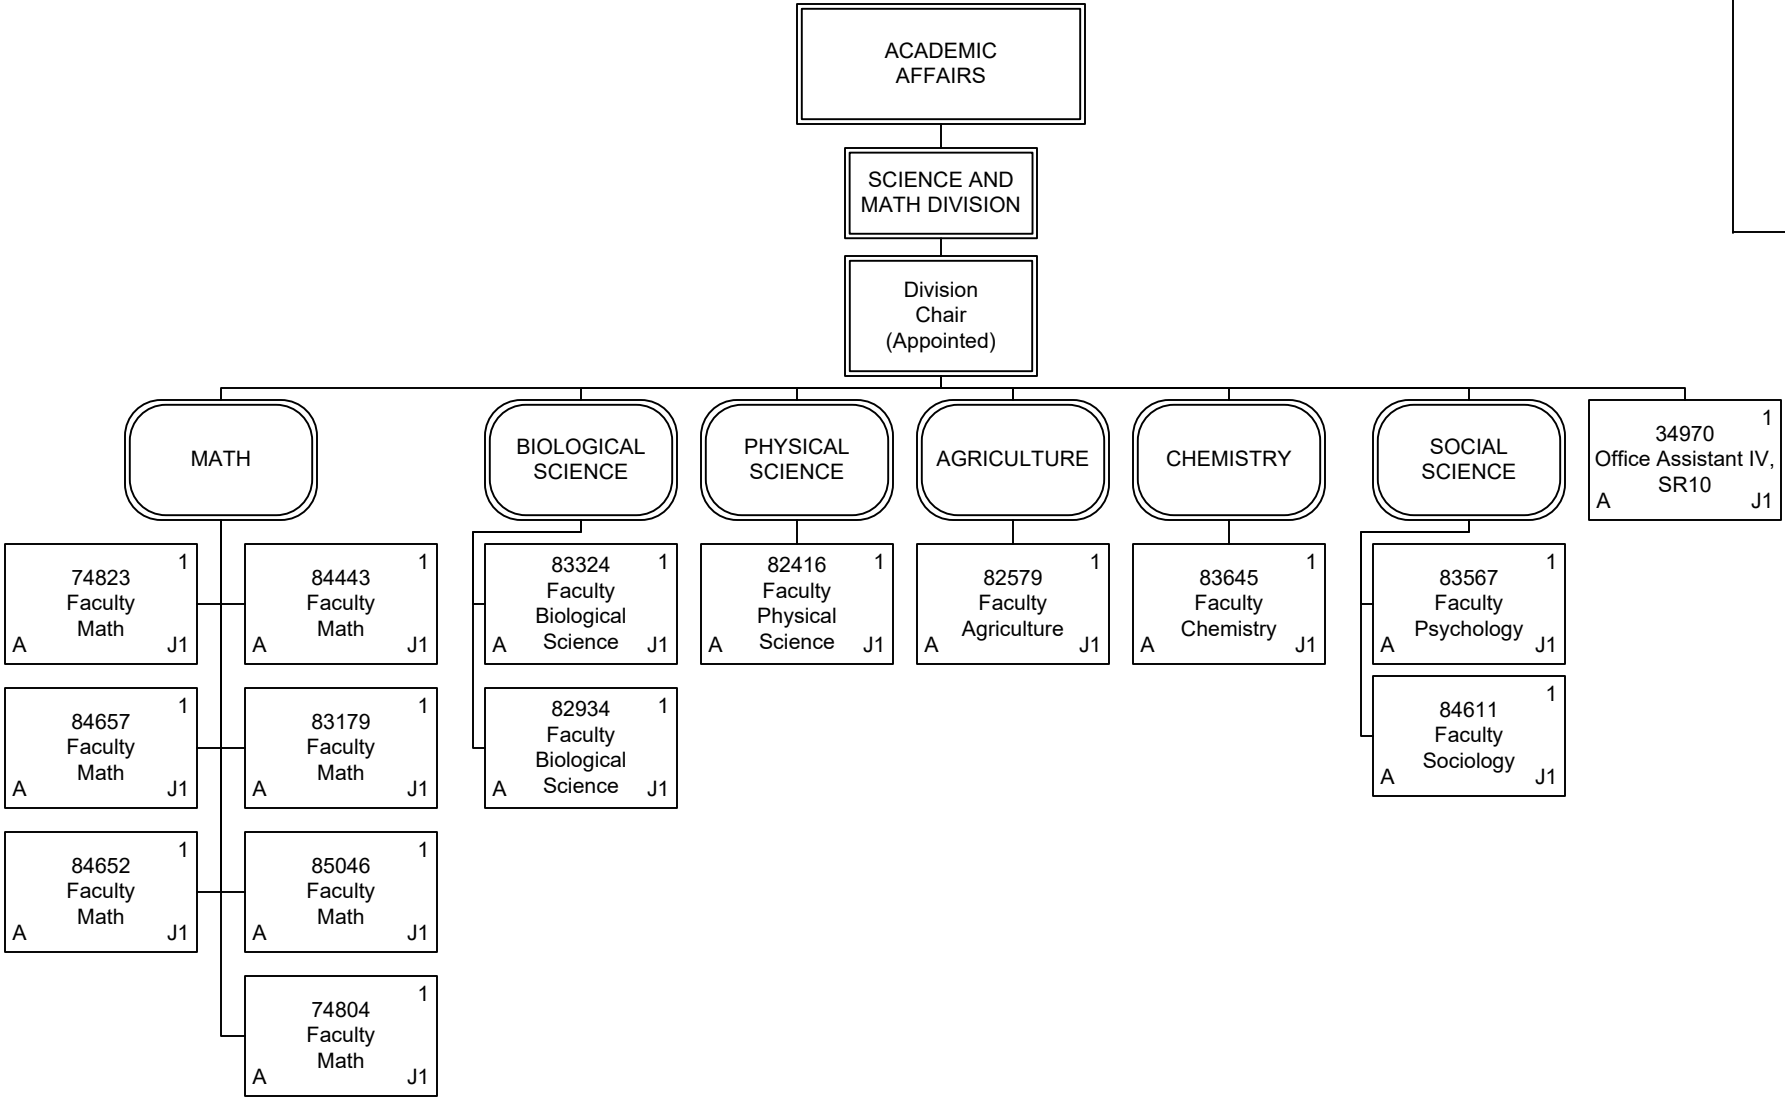 ACADEMIC
AFFAIRS
SCIENCE AND
MATH DIVISION
Division
Chair
(Appointed)
MATH
BIOLOGICAL
SCIENCE
PHYSICAL
SCIENCE
AGRICULTURE
CHEMISTRY
SOCIAL
SCIENCE
1
34970
Office Assistant IV,
SR10
A J1
1
74823
Faculty
Math
A J1
1
84443
Faculty
Math
A J1
1
83324
Faculty
Biological
Science
A J1
1
82416
Faculty
Physical
Science
A J1
1
82579
Faculty
Agriculture
A J1
1
83645
Faculty
Chemistry
A J1
1
83567
Faculty
Psychology
A J1
1
84657
Faculty
Math
A J1
1
83179
Faculty
Math
A J1
1
82934
Faculty
Biological
Science
A J1
1
84611
Faculty
Sociology
A J1
1
84652
Faculty
Math
A J1
1
85046
Faculty
Math
A J1
1
74804
Faculty
Math
A J1